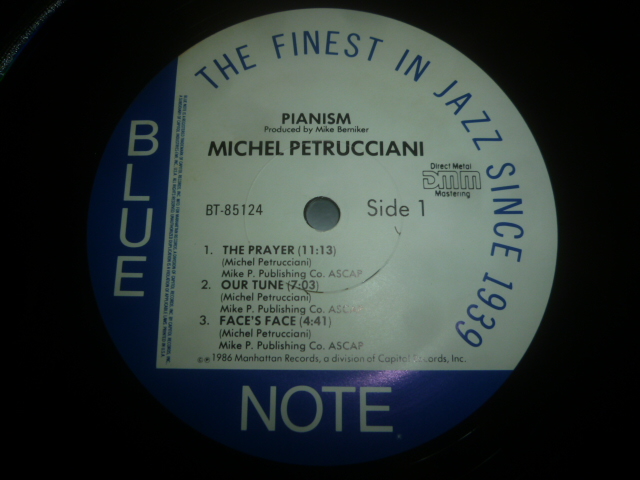 THE FINEST IN JAZZ SINCE 1939
PIANISM
Produced by Mike Berniker
MICHEL PETRUCCIANI
Direct Metal
DMM
Mastering
BT-85124
Side 1
1. THE PRAYER (11:13)
(Michel Petrucciani)
Mike P. Publishing Co. ASCAP
2. OUR TUNE (7:03)
(Michel Petrucciani)
Mike P. Publishing Co.
3. FACE'S FACE (4:41)
(Michel Petrucciani)
Mike P. Publishing Co. ASCAP
©℗1986 Manhattan Records, a division of Capitol Records, Inc.
BLUE
NOTE